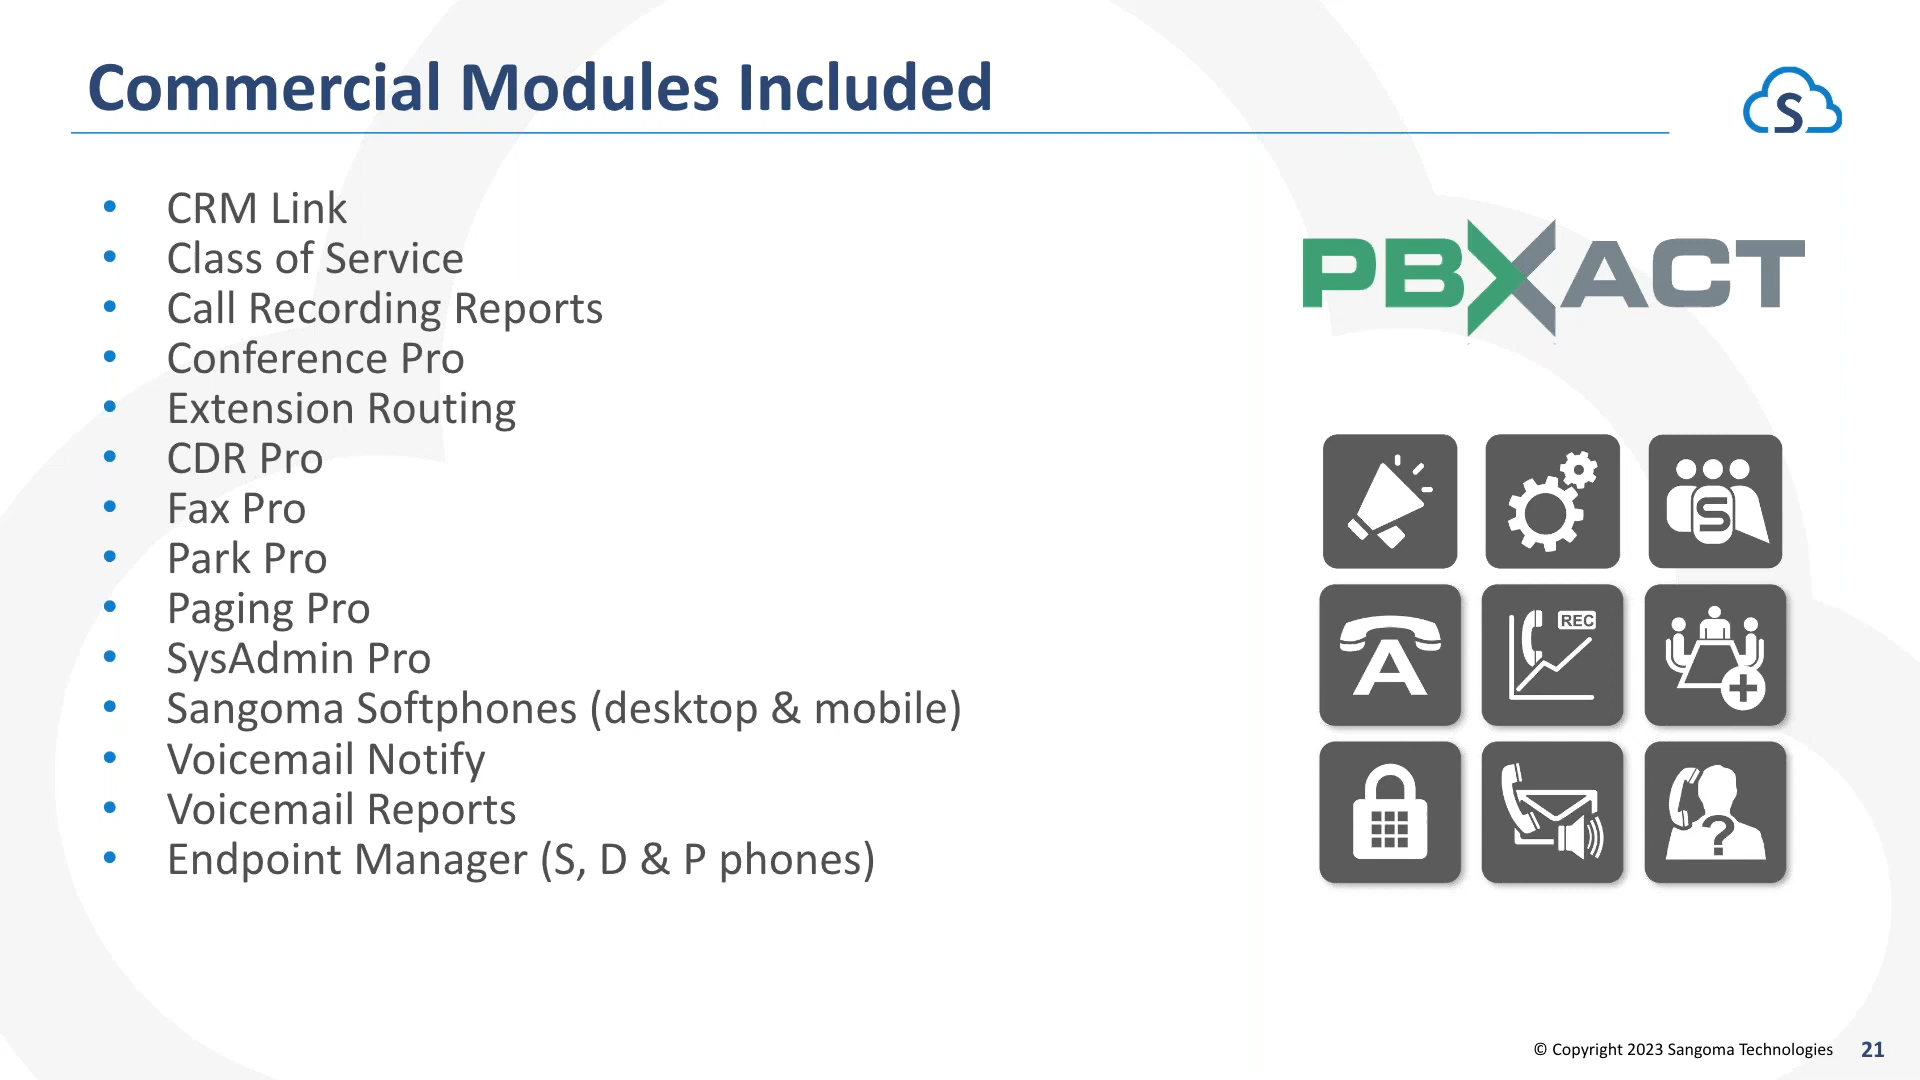 Commercial Modules Included
S
• CRM Link
• Class of Service
• Call Recording Reports
• Conference Pro
• Extension Routing
• CDR Pro
• Fax Pro
• Park Pro
• Paging Pro
• SysAdmin Pro
• Sangoma Softphones (desktop & mobile)
• Voicemail Notify
• Voicemail Reports
• Endpoint Manager (S, D & P phones)
PBXACT
S
A
REC
?
© Copyright 2023 Sangoma Technologies 21